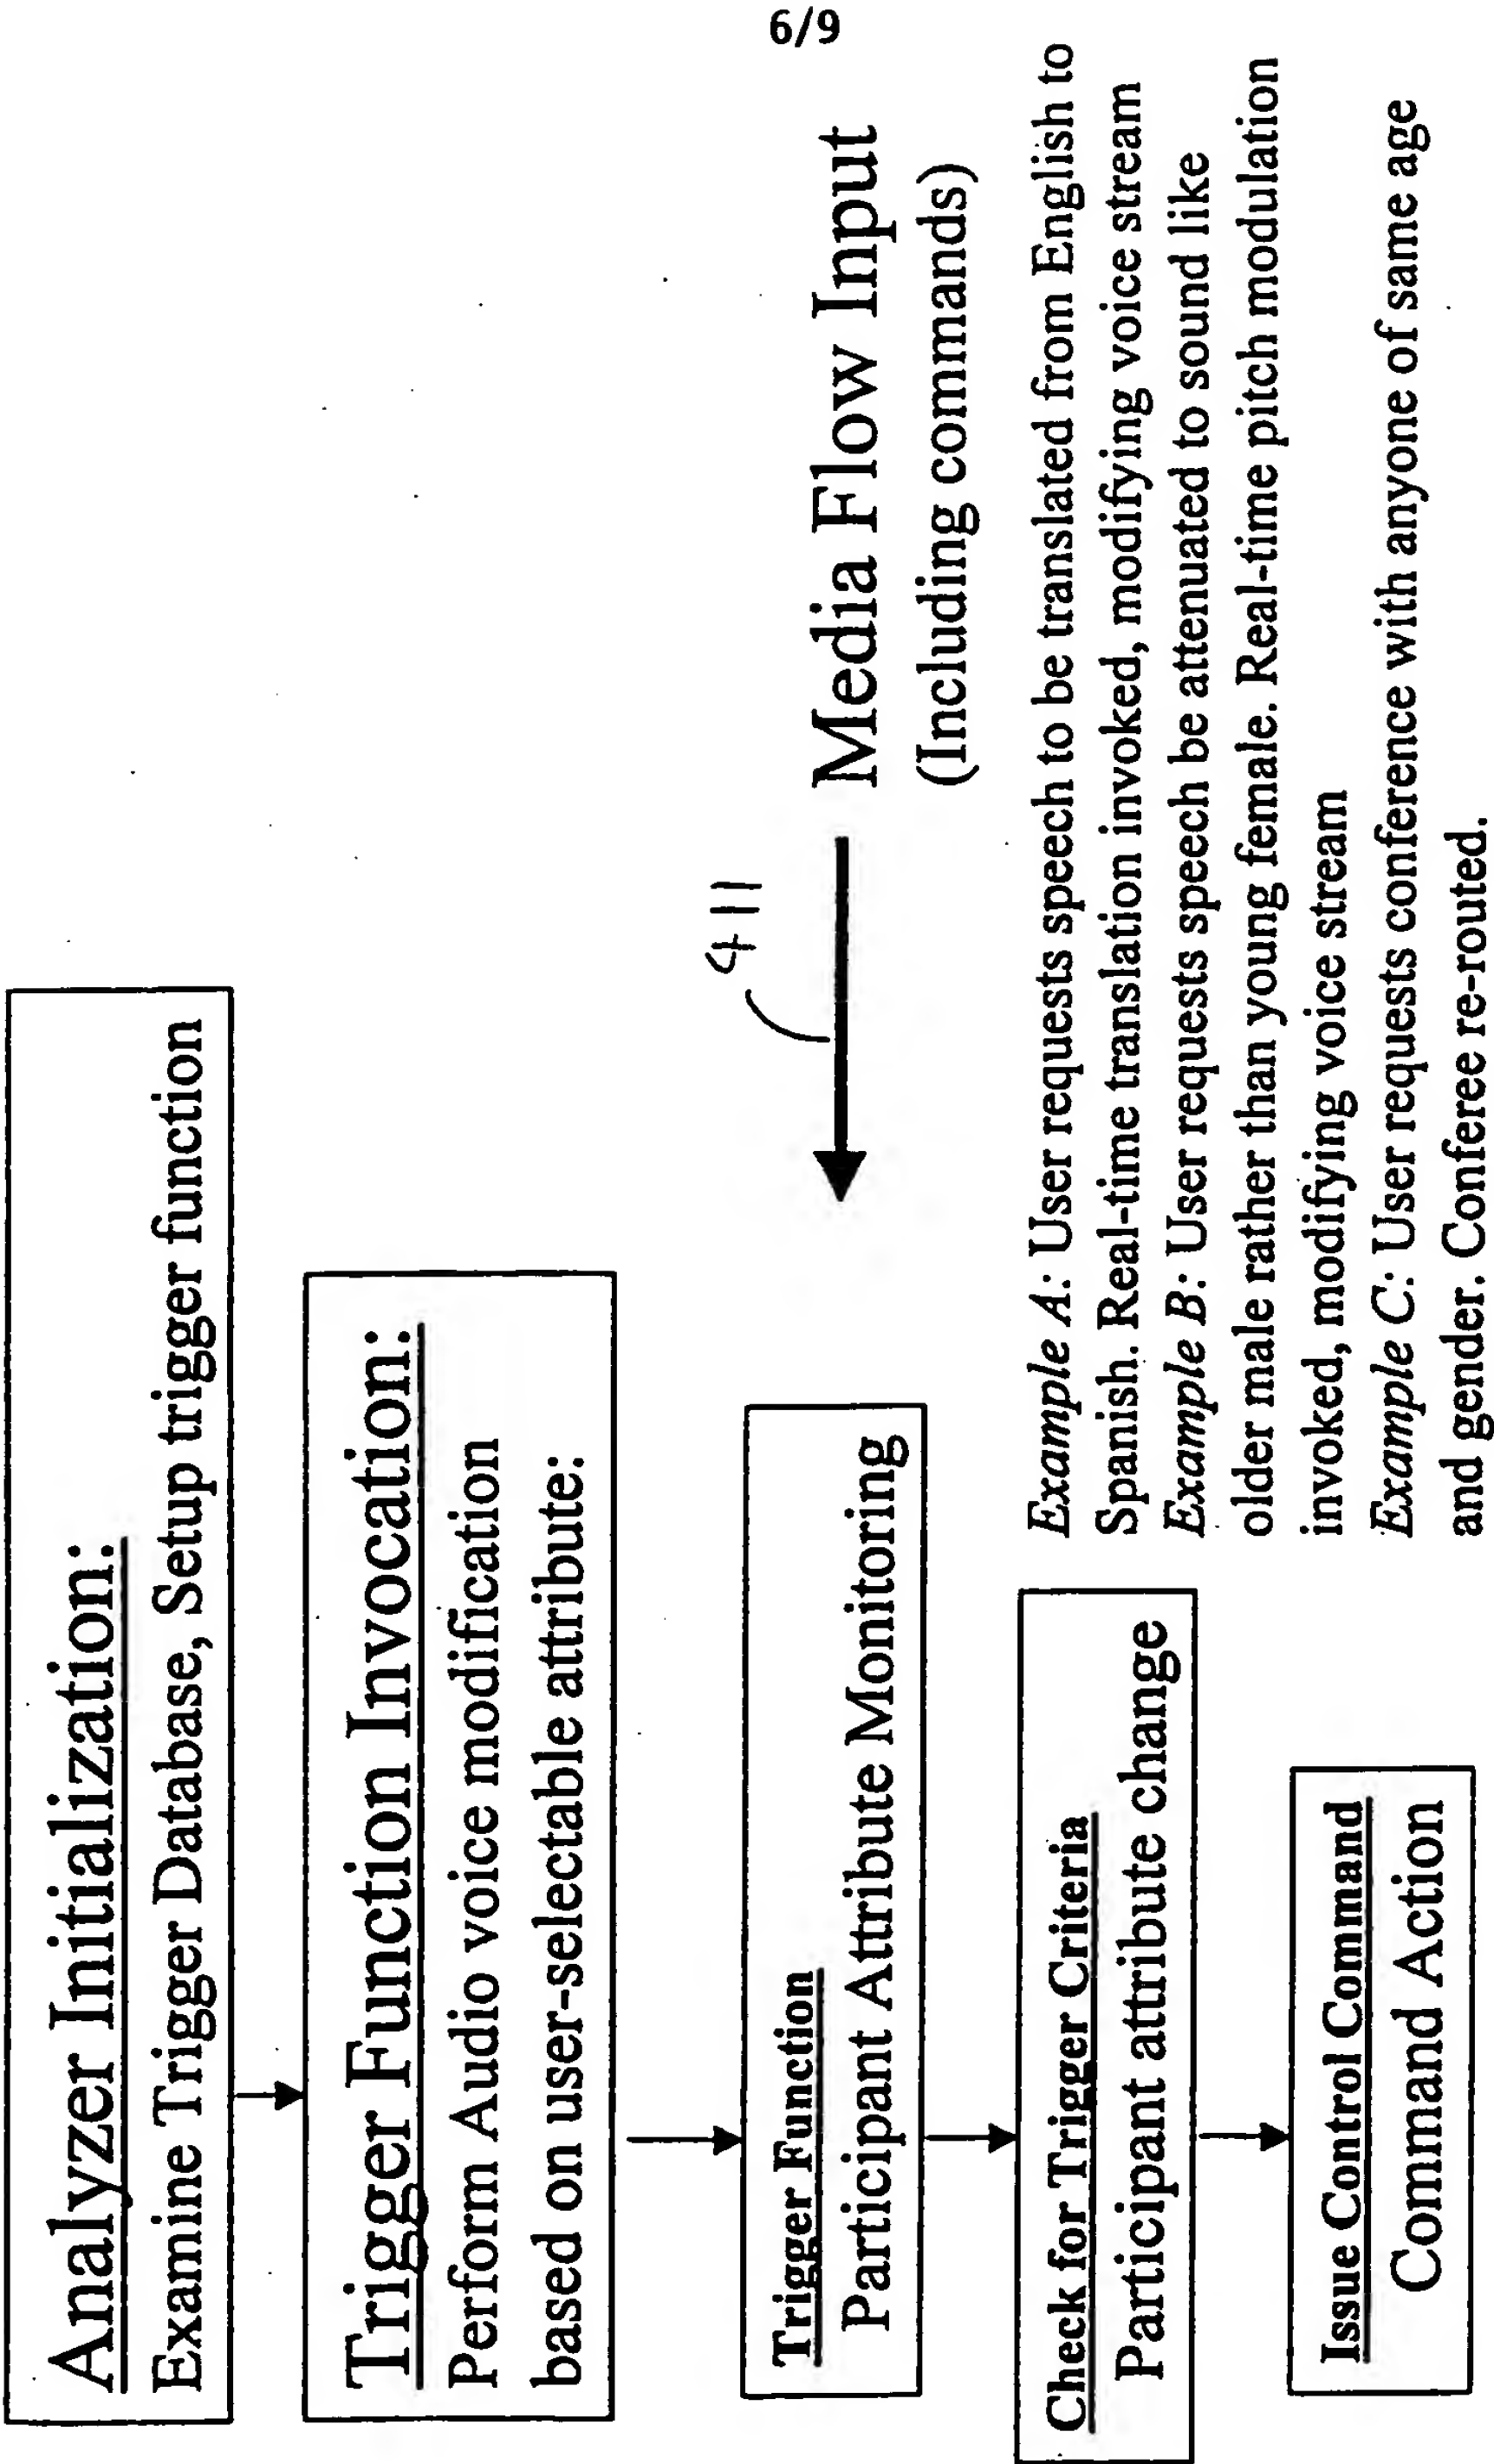 6/9
Analyzer Initialization:
Examine Trigger Database, Setup trigger function
Trigger Function Invocation:
Perform Audio voice modification
based on user-selectable attribute:
Trigger Function
Participant Attribute Monitoring
411
Media Flow Input
(Including commands)
Check for Trigger Criteria
Participant attribute change
Issue Control Command
Command Action
Example A: User requests speech to be translated from English to
Spanish. Real-time translation invoked, modifying voice stream
Example B: User requests speech be attenuated to sound like
older male rather than young female. Real-time pitch modulation
invoked, modifying voice stream
Example C: User requests conference with anyone of same age
and gender. Conferee re-routed.